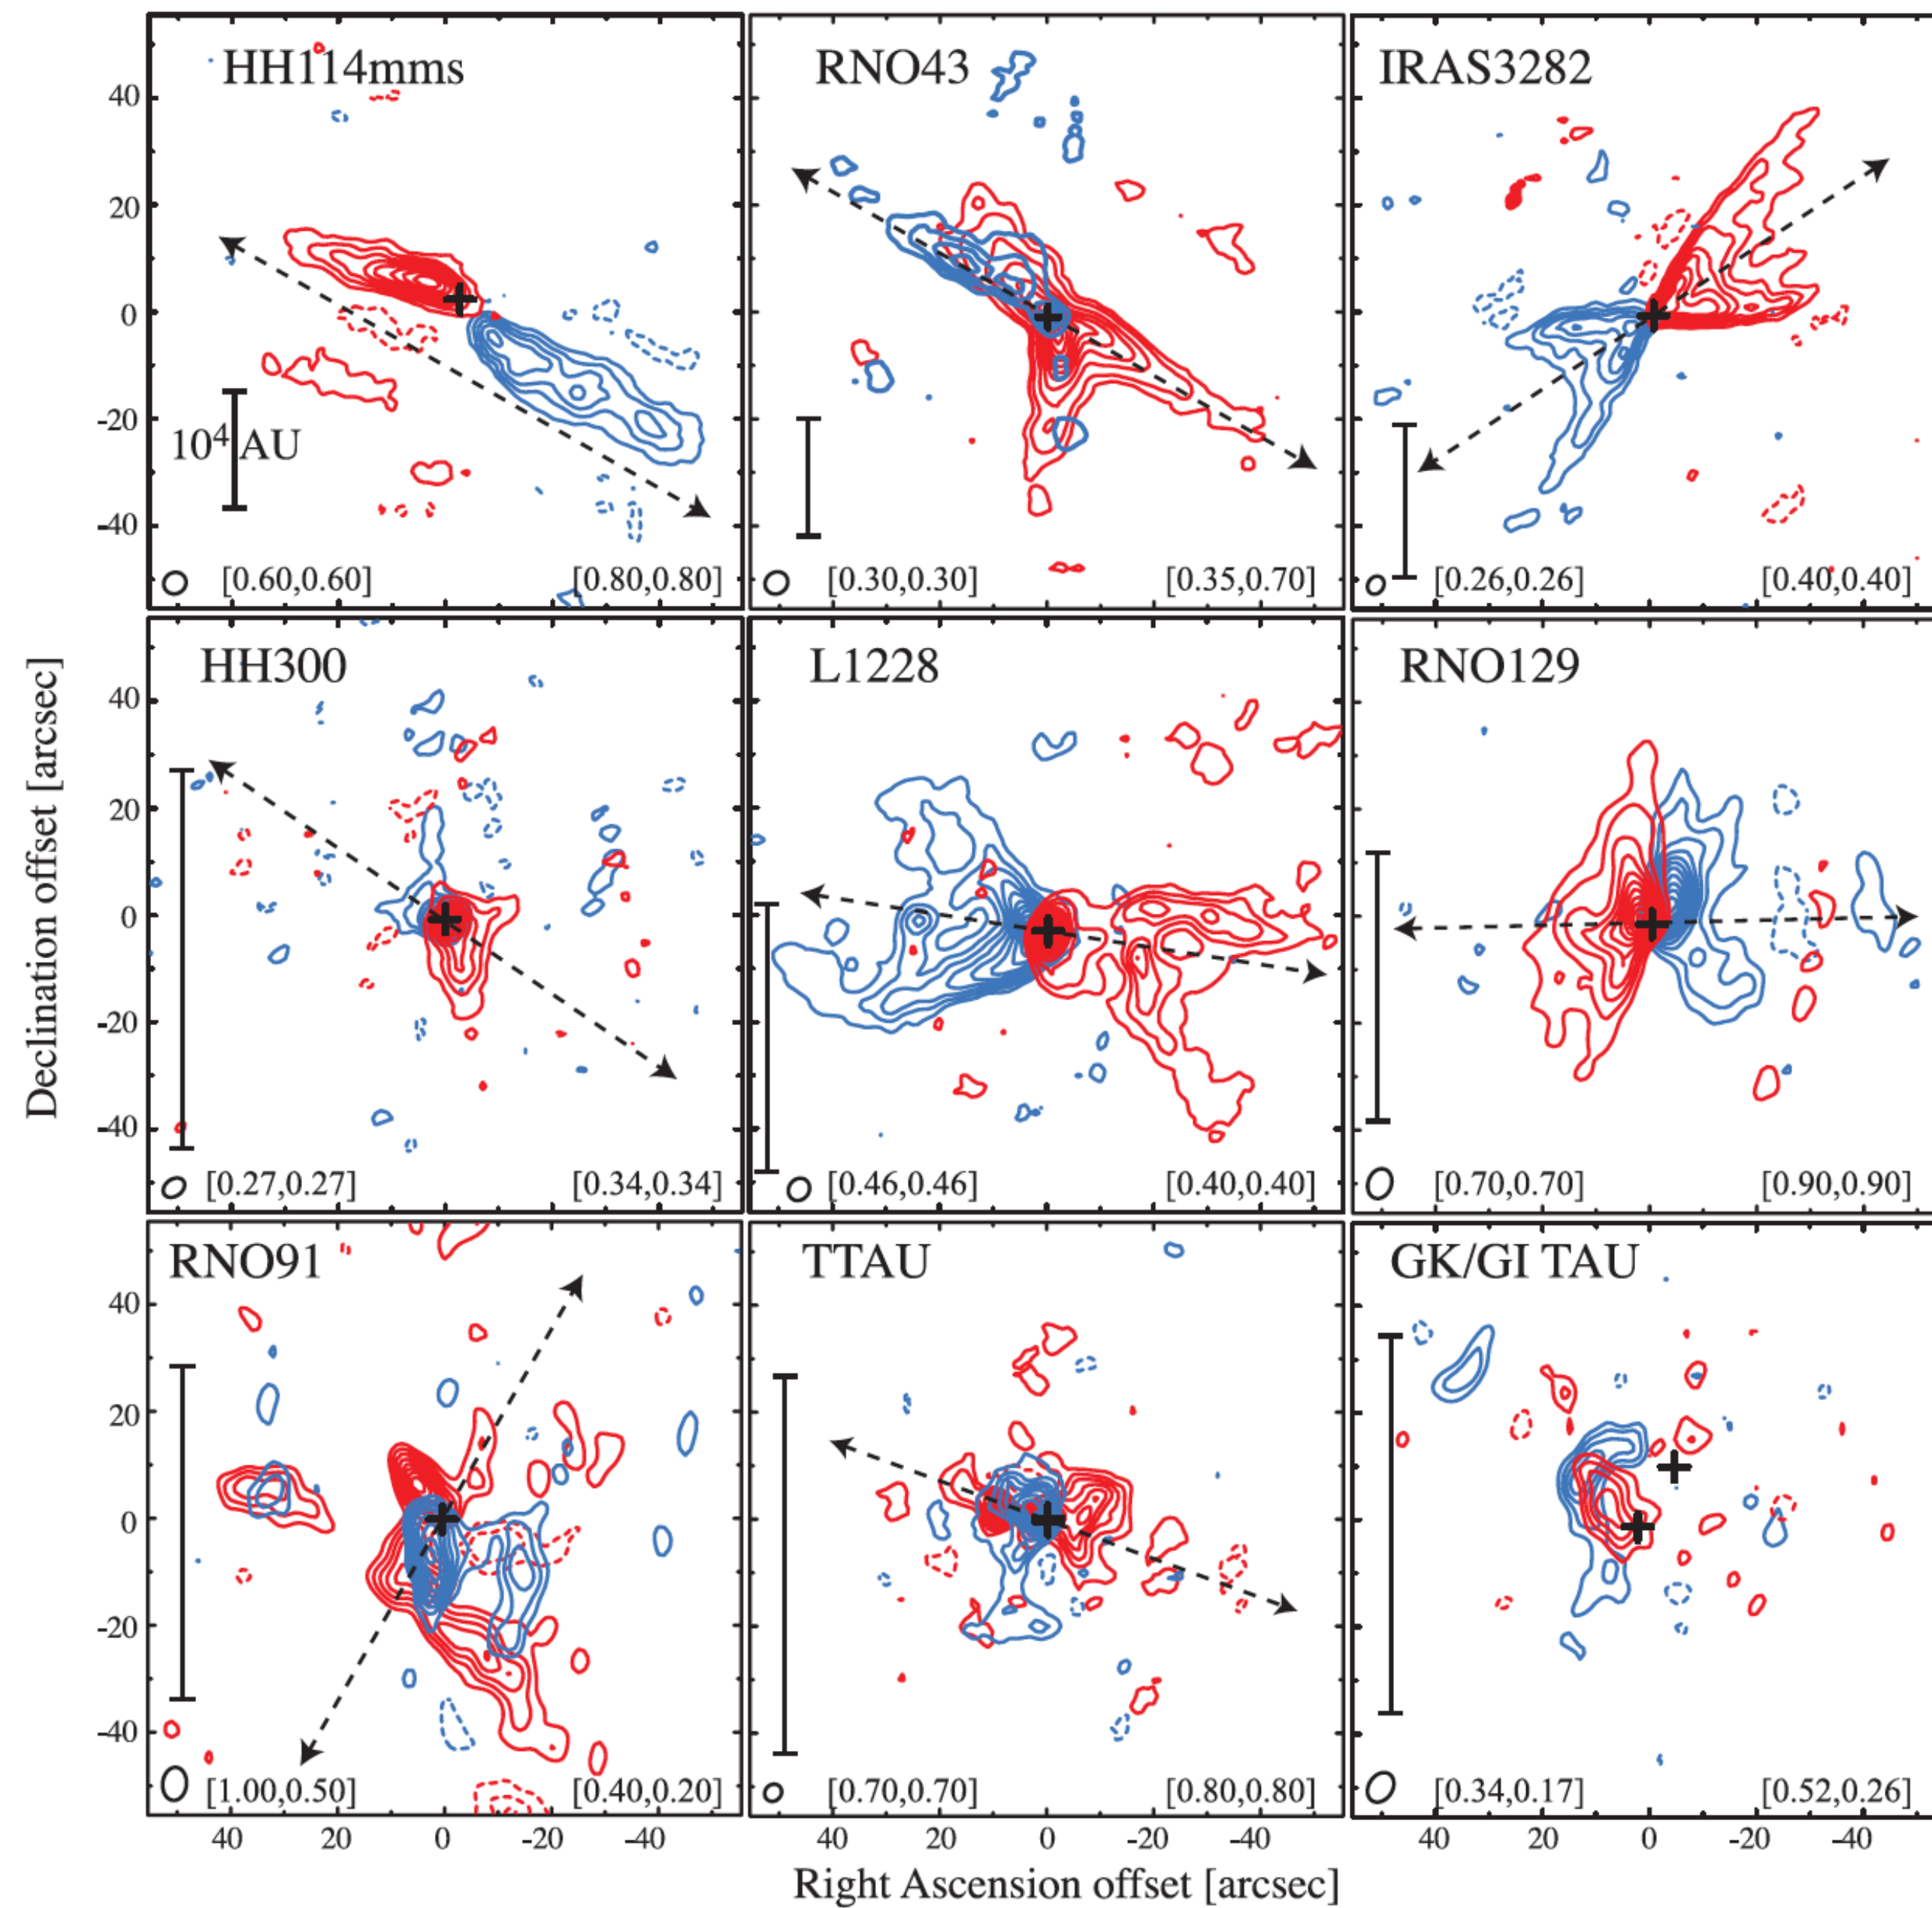 HH114mms
RNO43
IRAS3282
40
20
0
-20
-40
10⁴ AU
[0.60,0.60]
[0.80,0.80]
[0.30,0.30]
[0.35,0.70]
[0.26,0.26]
[0.40,0.40]
Declination offset [arcsec]
HH300
L1228
RNO129
40
20
0
-20
-40
[0.27,0.27]
[0.34,0.34]
[0.46,0.46]
[0.40,0.40]
[0.70,0.70]
[0.90,0.90]
RNO91
TTAU
GK/GI TAU
40
20
0
-20
-40
[1.00,0.50]
[0.40,0.20]
[0.70,0.70]
[0.80,0.80]
[0.34,0.17]
[0.52,0.26]
40 20 0 -20 -40
40 20 0 -20 -40
40 20 0 -20 -40
Right Ascension offset [arcsec]